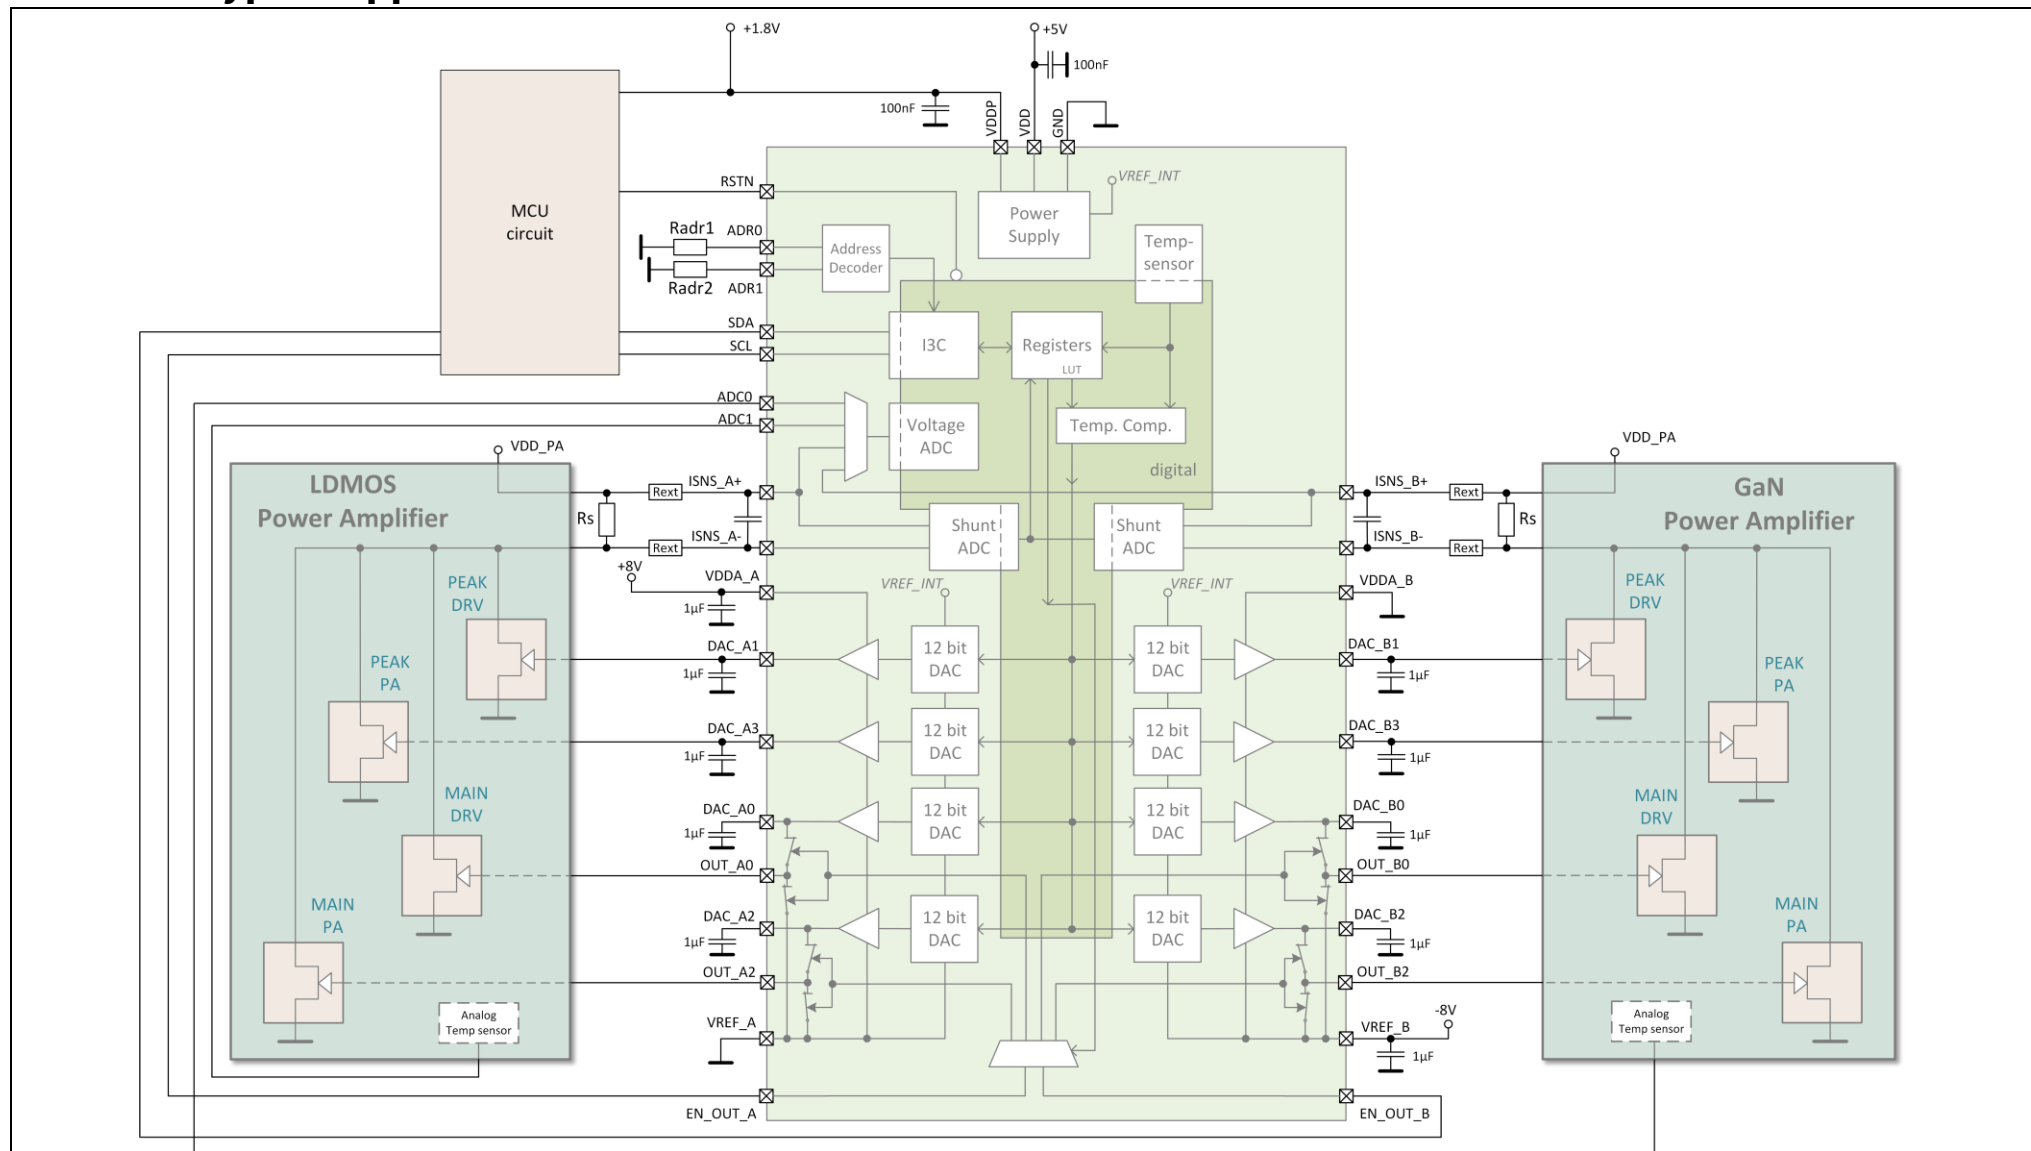 +1.8V
+5V
100nF
100nF
VDDP
VDD
GND
MCU
circuit
RSTN
VREF_INT
Power
Supply
Radr1
ADR0
Address
Decoder
Temp-
sensor
Radr2
ADR1
SDA
SCL
I3C
Registers
LUT
ADC0
ADC1
Voltage
ADC
Temp. Comp.
digital
VDD_PA
VDD_PA
LDMOS
Power Amplifier
GaN
Power Amplifier
Rext
ISNS_A+
ISNS_B+
Rext
Rs
Rs
Shunt
ADC
Shunt
ADC
Rext
ISNS_A-
ISNS_B-
Rext
+8V
VDDA_A
VREF_INT
VREF_INT
VDDA_B
1µF
PEAK
DRV
PEAK
DRV
DAC_A1
12 bit
DAC
12 bit
DAC
DAC_B1
1µF
1µF
PEAK
PA
PEAK
PA
DAC_A3
12 bit
DAC
12 bit
DAC
DAC_B3
1µF
1µF
MAIN
DRV
MAIN
DRV
DAC_A0
12 bit
DAC
12 bit
DAC
DAC_B0
1µF
1µF
OUT_A0
OUT_B0
MAIN
PA
MAIN
PA
DAC_A2
12 bit
DAC
12 bit
DAC
DAC_B2
1µF
1µF
OUT_A2
OUT_B2
Analog
Temp sensor
Analog
Temp sensor
VREF_A
VREF_B
-8V
1µF
EN_OUT_A
EN_OUT_B